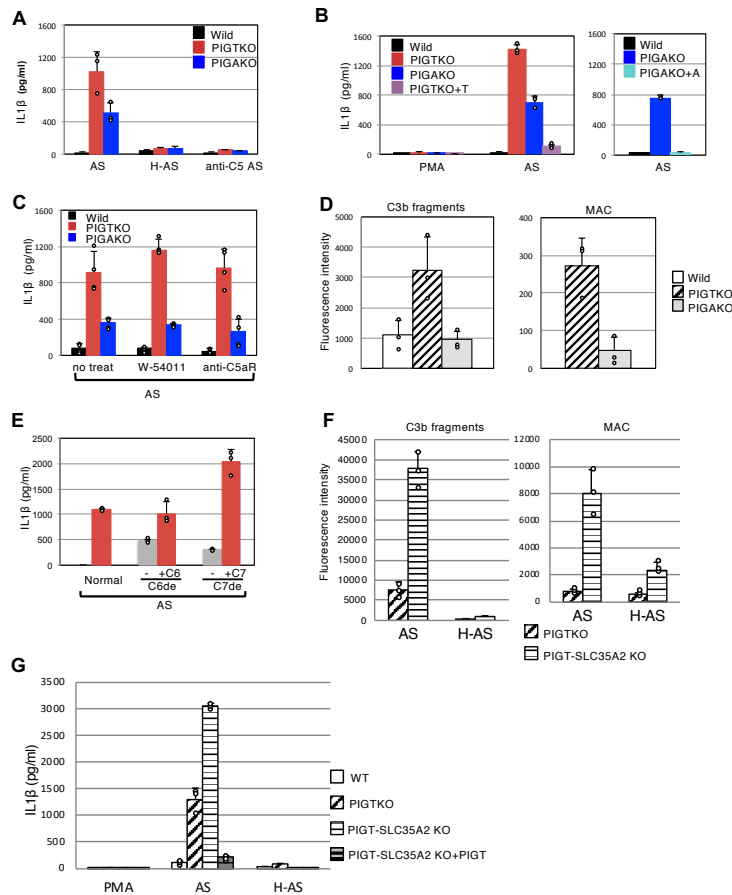 A
IL1β (pg/ml)
1600
1200
800
400
0
Wild
PIGTKO
PIGAKO
AS
H-AS
anti-C5 AS
B
IL1β (pg/ml)
1600
1200
800
400
0
Wild
PIGTKO
PIGAKO
PIGTKO+T
PMA
AS
1600
1200
800
400
0
Wild
PIGAKO
PIGAKO+A
AS
C
IL1β (pg/ml)
1600
1200
800
400
0
Wild
PIGTKO
PIGAKO
no treat
W-54011
anti-C5aR
AS
D
C3b fragments
Fluorescence intensity
5000
4000
3000
2000
1000
0
MAC
400
300
200
100
0
Wild
PIGTKO
PIGAKO
E
IL1β (pg/ml)
2500
2000
1500
1000
500
0
Normal
- +C6
C6de
- +C7
C7de
AS
F
C3b fragments
Fluorescence intensity
45000
40000
35000
30000
25000
20000
15000
10000
5000
0
AS
H-AS
MAC
12000
10000
8000
6000
4000
2000
0
AS
H-AS
PIGTKO
PIGT-SLC35A2 KO
G
IL1β (pg/ml)
3500
3000
2500
2000
1500
1000
500
0
PMA
AS
H-AS
WT
PIGTKO
PIGT-SLC35A2 KO
PIGT-SLC35A2 KO+PIGT